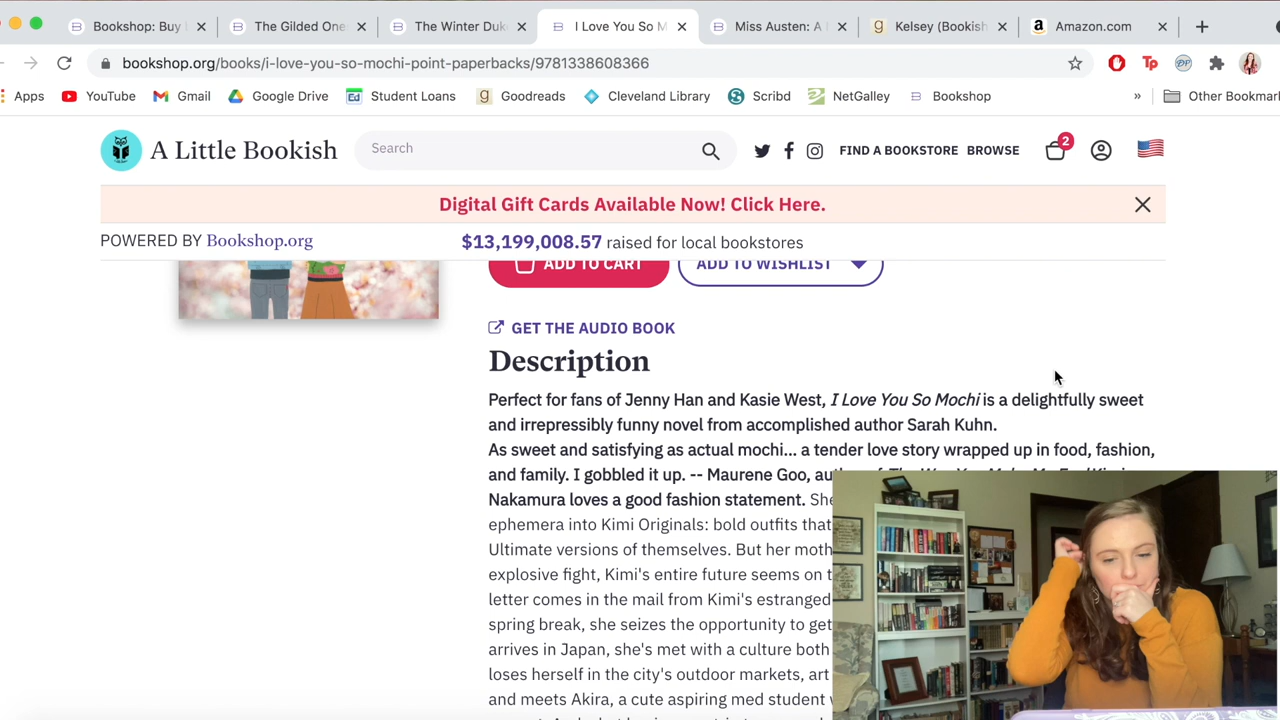 Bookshop: Buy
The Gilded One
The Winter Duk
I Love You So M
Miss Austen: A
Kelsey (Bookish
Amazon.com
bookshop.org/books/i-love-you-so-mochi-point-paperbacks/9781338608366
Apps
YouTube
Gmail
Google Drive
Student Loans
Goodreads
Cleveland Library
Scribd
NetGalley
Bookshop
»
Other Bookmar
A Little Bookish
Search
FIND A BOOKSTORE
BROWSE
2
Digital Gift Cards Available Now! Click Here.
POWERED BY Bookshop.org
$13,199,008.57 raised for local bookstores
ADD TO CART
ADD TO WISHLIST
GET THE AUDIO BOOK
Description
Perfect for fans of Jenny Han and Kasie West, I Love You So Mochi is a delightfully sweet
and irrepressibly funny novel from accomplished author Sarah Kuhn.
As sweet and satisfying as actual mochi... a tender love story wrapped up in food, fashion,
and family. I gobbled it up. -- Maurene Goo,
Nakamura loves a good fashion statement. She
ephemera into Kimi Originals: bold outfits that
Ultimate versions of themselves. But her moth
explosive fight, Kimi's entire future seems on t
letter comes in the mail from Kimi's estranged
spring break, she seizes the opportunity to get
arrives in Japan, she's met with a culture both
loses herself in the city's outdoor markets, art
and meets Akira, a cute aspiring med student